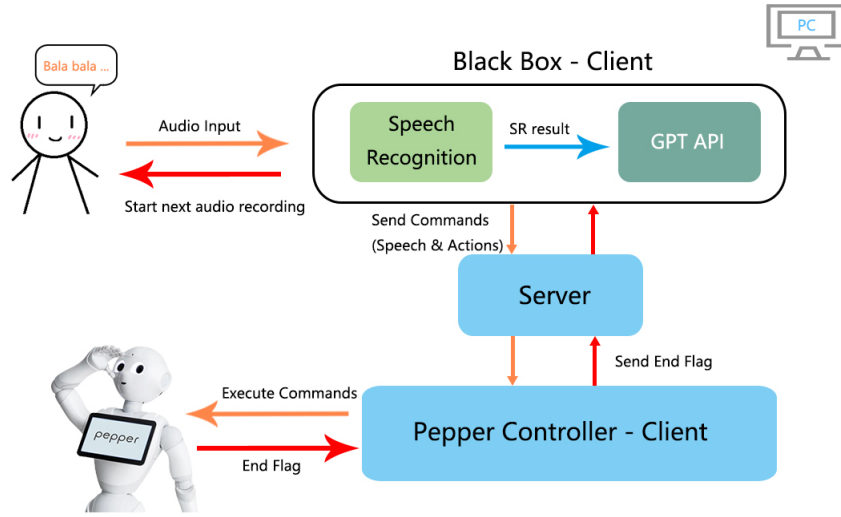 PC
Bala bala ...
Black Box - Client
Audio Input
Speech
Recognition
SR result
GPT API
Start next audio recording
Send Commands
(Speech & Actions)
Server
Send End Flag
Execute Commands
pepper
Pepper Controller - Client
End Flag